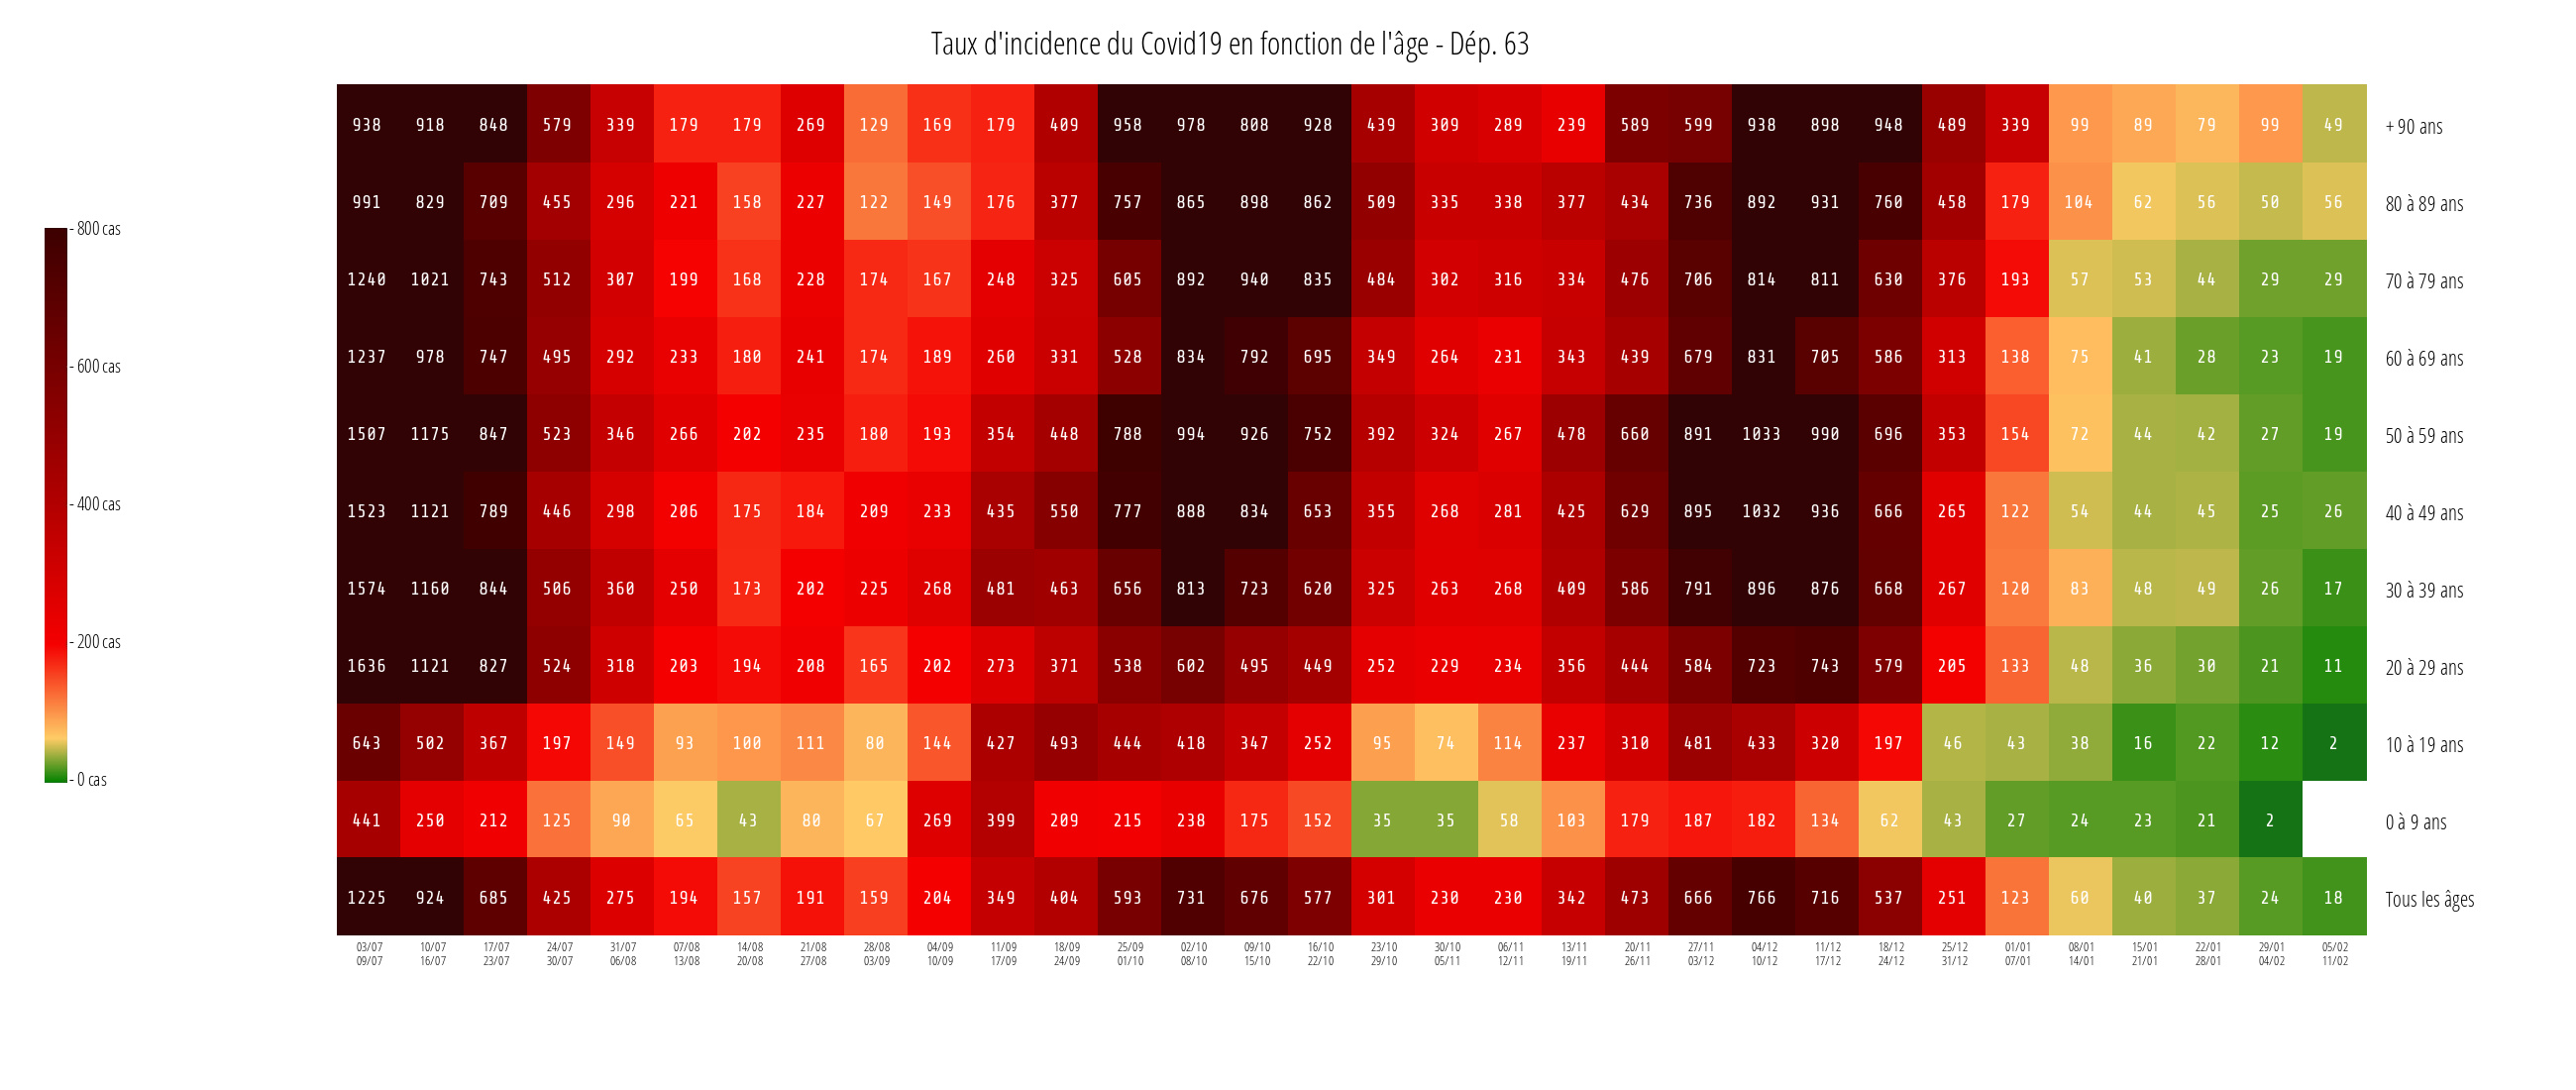 Taux d'incidence du Covid19 en fonction de l'âge - Dép. 63
938 918 848 579 339 179 179 269 129 169 179 409 958 978 808 928 439 309 289 239 589 599 938 898 948 489 339 99 89 79 99 49 + 90 ans
991 829 709 455 296 221 158 227 122 149 176 377 757 865 898 862 509 335 338 377 434 736 892 931 760 458 179 104 62 56 50 56 80 à 89 ans
1240 1021 743 512 307 199 168 228 174 167 248 325 605 892 940 835 484 302 316 334 476 706 814 811 630 376 193 57 53 44 29 29 70 à 79 ans
1237 978 747 495 292 233 180 241 174 189 260 331 528 834 792 695 349 264 231 343 439 679 831 705 586 313 138 75 41 28 23 19 60 à 69 ans
1507 1175 847 523 346 266 202 235 180 193 354 448 788 994 926 752 392 324 267 478 660 891 1033 990 696 353 154 72 44 42 27 19 50 à 59 ans
1523 1121 789 446 298 206 175 184 209 233 435 550 777 888 834 653 355 268 281 425 629 895 1032 936 666 265 122 54 44 45 25 26 40 à 49 ans
1574 1160 844 506 360 250 173 202 225 268 481 463 656 813 723 620 325 263 268 409 586 791 896 876 668 267 120 83 48 49 26 17 30 à 39 ans
1636 1121 827 524 318 203 194 208 165 202 273 371 538 602 495 449 252 229 234 356 444 584 723 743 579 205 133 48 36 30 21 11 20 à 29 ans
643 502 367 197 149 93 100 111 80 144 427 493 444 418 347 252 95 74 114 237 310 481 433 320 197 46 43 38 16 22 12 2 10 à 19 ans
441 250 212 125 90 65 43 80 67 269 399 209 215 238 175 152 35 35 58 103 179 187 182 134 62 43 27 24 23 21 2 0 à 9 ans
1225 924 685 425 275 194 157 191 159 204 349 404 593 731 676 577 301 230 230 342 473 666 766 716 537 251 123 60 40 37 24 18 Tous les âges
03/07 10/07 17/07 24/07 31/07 07/08 14/08 21/08 28/08 04/09 11/09 18/09 25/09 02/10 09/10 16/10 23/10 30/10 06/11 13/11 20/11 27/11 04/12 11/12 18/12 25/12 01/01 08/01 15/01 22/01 29/01 05/02
09/07 16/07 23/07 30/07 06/08 13/08 20/08 27/08 03/09 10/09 17/09 24/09 01/10 08/10 15/10 22/10 29/10 05/11 12/11 19/11 26/11 03/12 10/12 17/12 24/12 31/12 07/01 14/01 21/01 28/01 04/02 11/02
- 800 cas
- 600 cas
- 400 cas
- 200 cas
- 0 cas